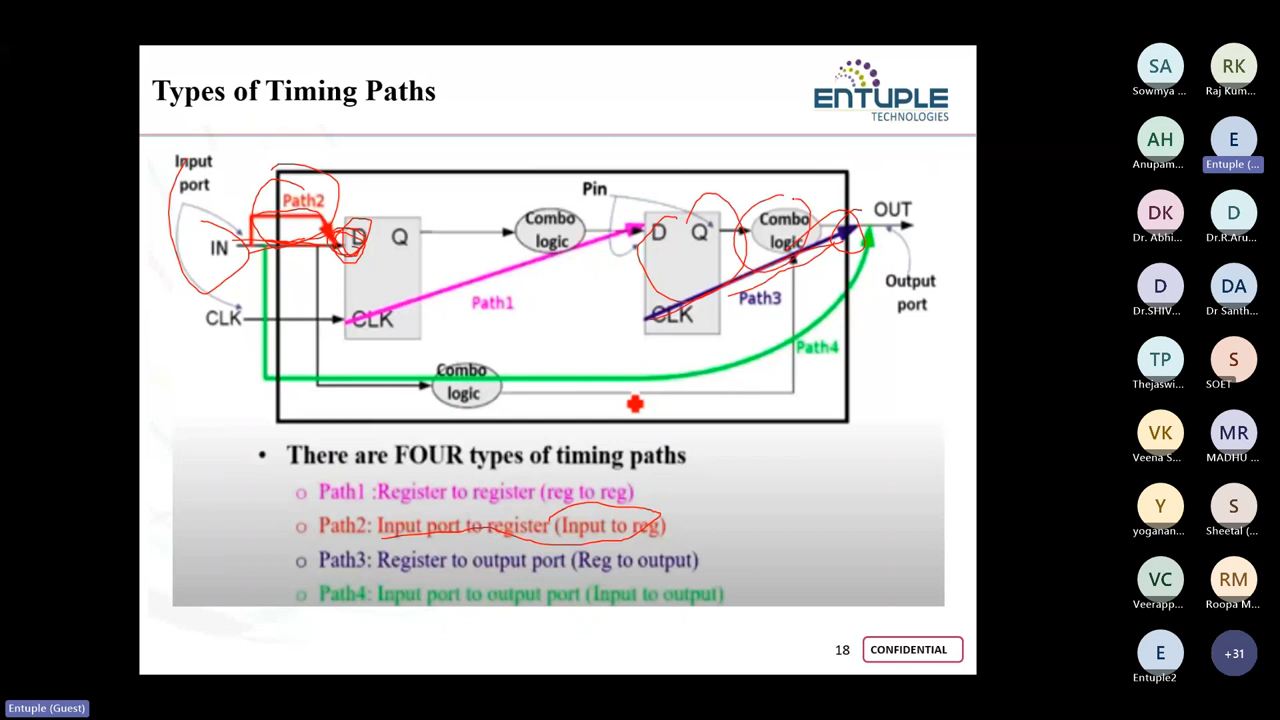 Types of Timing Paths
ENTUPLE
TECHNOLOGIES
Input
port
Path2
Pin
IN
D
Q
Combo
logic
D
Q
Combo
logic
OUT
Path1
Path3
Output
port
CLK
CLK
CLK
Path4
Combo
logic
• There are FOUR types of timing paths
Path1 :Register to register (reg to reg)
Path2: Input port to register (Input to reg)
Path3: Register to output port (Reg to output)
Path4: Input port to output port (Input to output)
18
CONFIDENTIAL
SA
Sowmya ...
RK
Raj Kum...
AH
Anupam...
E
Entuple (...
DK
Dr. Abhi...
D
Dr.R.Aru...
D
Dr.SHIV...
DA
Dr Santh...
TP
Thejaswi...
S
SOET
VK
Veena S...
MR
MADHU ...
Y
yoganan...
S
Sheetal (...
VC
Veerapp...
RM
Roopa M...
E
Entuple2
+31
Entuple (Guest)